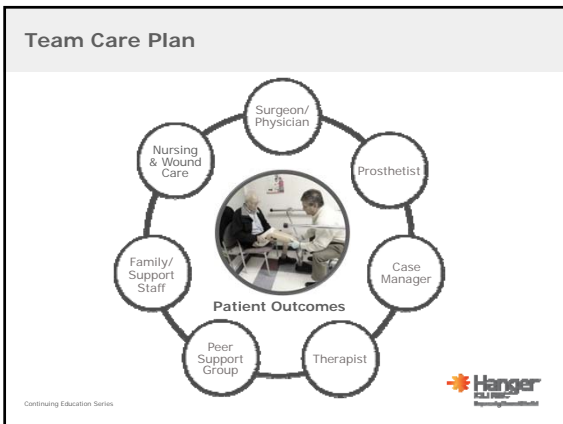 Team Care Plan
Surgeon/
Physician
Prosthetist
Case
Manager
Therapist
Peer
Support
Group
Family/
Support
Staff
Nursing
& Wound
Care
Patient Outcomes
Continuing Education Series
Hanger